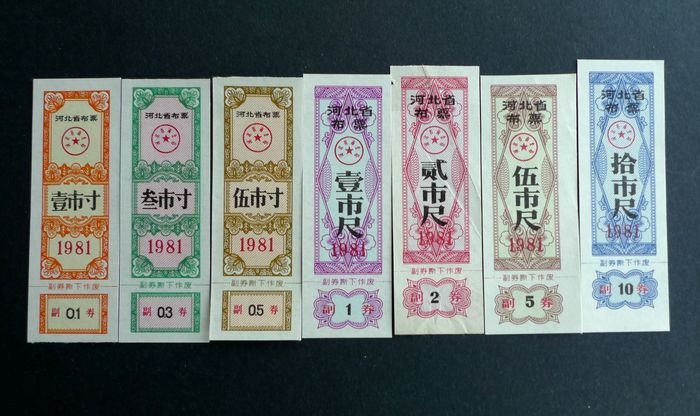 河北省布票
壹市寸
1981
副券撕下作废
副 0.1 券
河北省布票
叁市寸
1981
副券撕下作废
副 0.3 券
河北省布票
伍市寸
1981
副券撕下作废
副 0.5 券
河北省
布票
壹市尺
1981
副券撕下作废
副 1 券
河北省
布票
贰市尺
1981
副券撕下作废
副 2 券
河北省
布票
伍市尺
1981
副券撕下作废
副 5 券
河北省
布票
拾市尺
1981
副券撕下作废
副 10 券